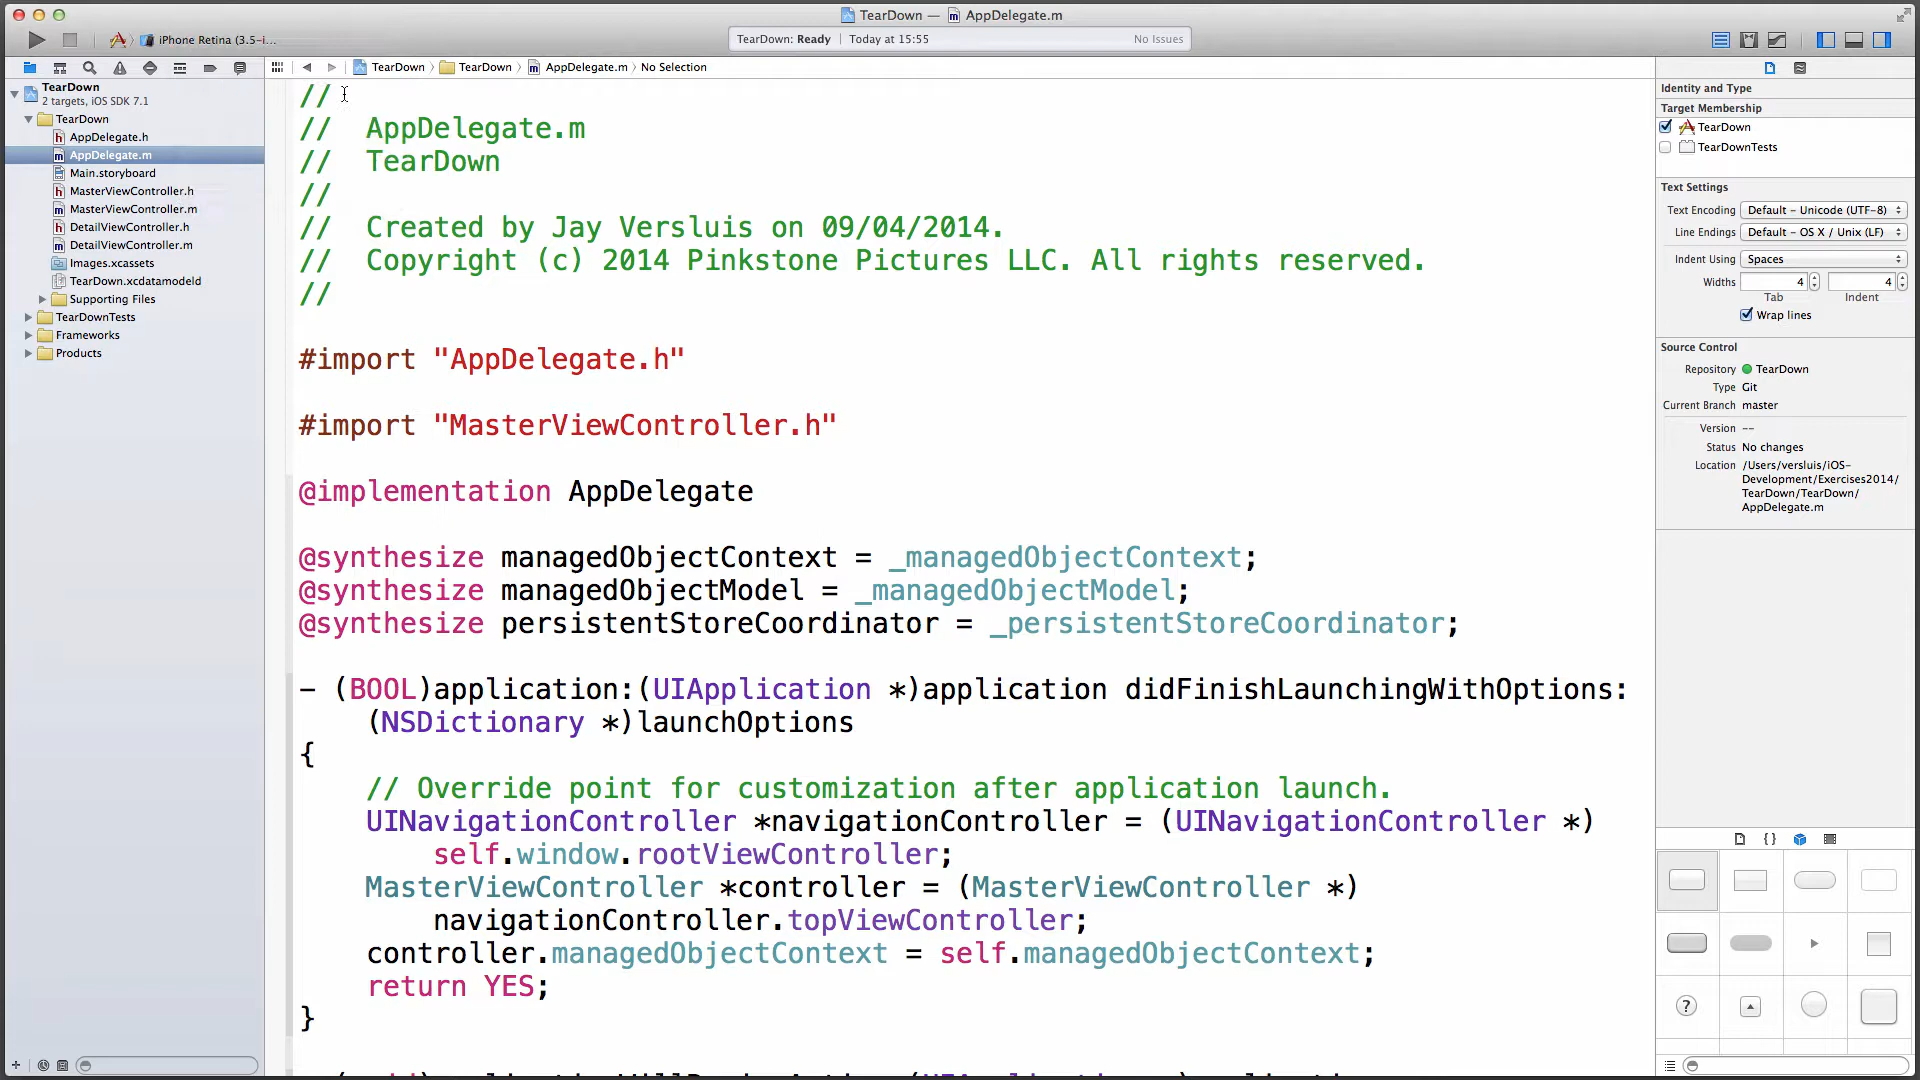 TearDown — AppDelegate.m
iPhone Retina (3.5-i...
TearDown: Ready | Today at 15:55 No Issues
TearDown TearDown AppDelegate.m No Selection
TearDown
2 targets, iOS SDK 7.1
TearDown
AppDelegate.h
AppDelegate.m
Main.storyboard
MasterViewController.h
MasterViewController.m
DetailViewController.h
DetailViewController.m
Images.xcassets
TearDown.xcdatamodeld
Supporting Files
TearDownTests
Frameworks
Products
//
//  AppDelegate.m
//  TearDown
//
//  Created by Jay Versluis on 09/04/2014.
//  Copyright (c) 2014 Pinkstone Pictures LLC. All rights reserved.
//
#import "AppDelegate.h"
#import "MasterViewController.h"
@implementation AppDelegate
@synthesize managedObjectContext = _managedObjectContext;
@synthesize managedObjectModel = _managedObjectModel;
@synthesize persistentStoreCoordinator = _persistentStoreCoordinator;
- (BOOL)application:(UIApplication *)application didFinishLaunchingWithOptions:
(NSDictionary *)launchOptions
{
// Override point for customization after application launch.
UINavigationController *navigationController = (UINavigationController *)
self.window.rootViewController;
MasterViewController *controller = (MasterViewController *)
navigationController.topViewController;
controller.managedObjectContext = self.managedObjectContext;
return YES;
}
Identity and Type
Target Membership
TearDown
TearDownTests
Text Settings
Text Encoding Default - Unicode (UTF-8)
Line Endings Default - OS X / Unix (LF)
Indent Using Spaces
Widths 4 4
Tab Indent
Wrap lines
Source Control
Repository TearDown
Type Git
Current Branch master
Version --
Status No changes
Location /Users/versluis/iOS-
Development/Exercises2014/
TearDown/TearDown/
AppDelegate.m